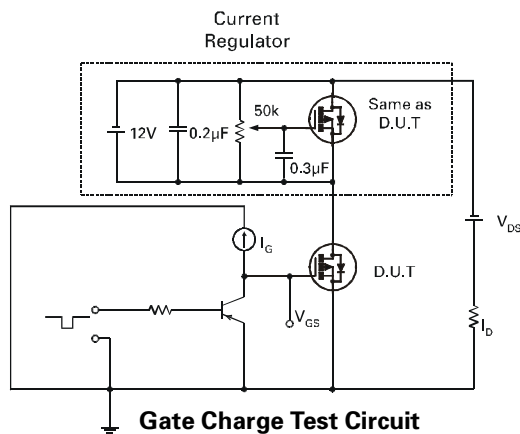 Current
Regulator
12V
0.2µF
50k
0.3µF
Same as
D.U.T
I_G
V_GS
D.U.T
V_DS
I_D
Gate Charge Test Circuit